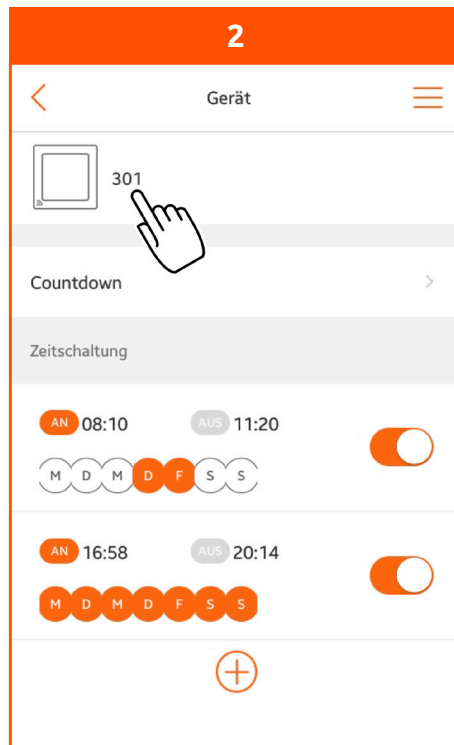 2
Gerät
301
Countdown
Zeitschaltung
AN 08:10 AUS 11:20
M D M D F S S
AN 16:58 AUS 20:14
M D M D F S S